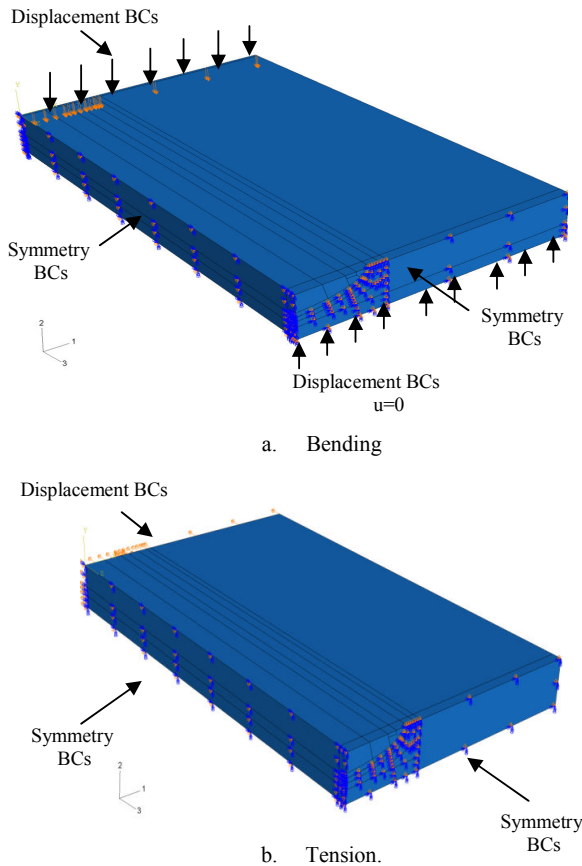 Displacement BCs
Y
Symmetry
BCs
Symmetry
BCs
2
1
3
Displacement BCs
u=0
a. Bending
Displacement BCs
Y
Symmetry
BCs
2
1
3
Symmetry
BCs
b. Tension.